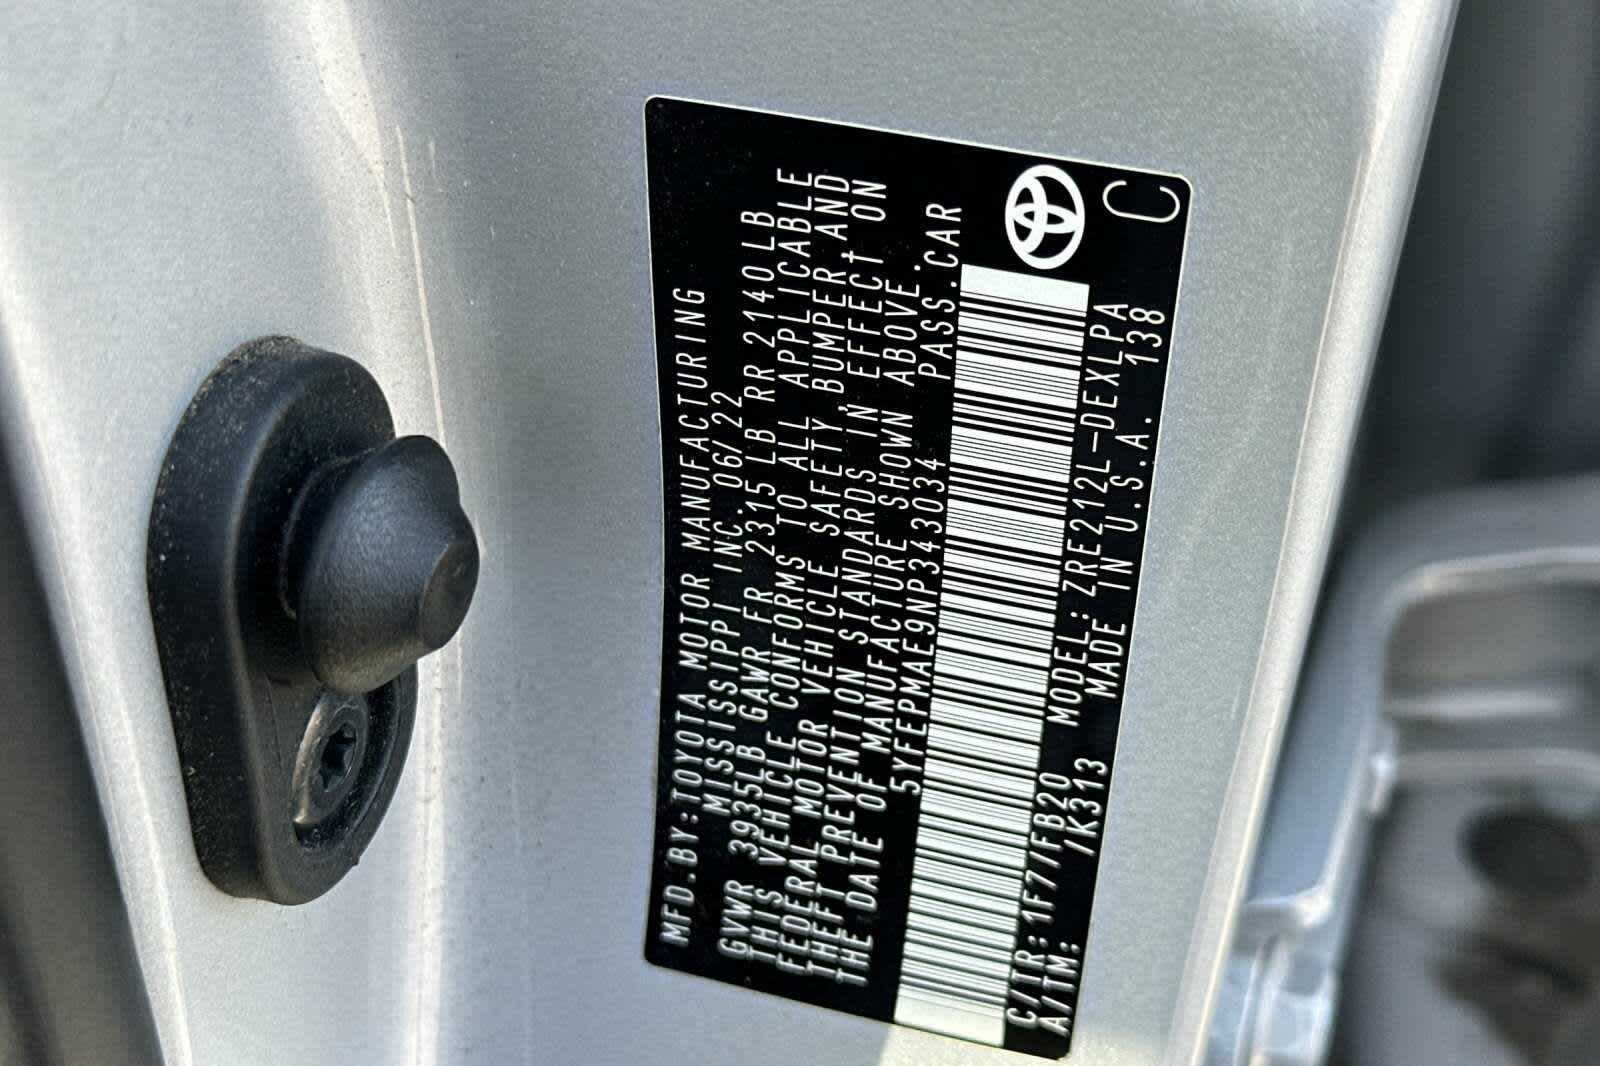 MFD.BY:TOYOTA MOTOR MANUFACTURING
MISSISSIPPI INC. 06/22
GVWR 3935LB GAWR FR 2315 LB RR 2140LB
THIS VEHICLE CONFORMS TO ALL APPLICABLE
FEDERAL MOTOR VEHICLE SAFETY, BUMPER, AND
THEFT PREVENTION STANDARDS IN EFFECT ON
THE DATE OF MANUFACTURE SHOWN ABOVE.
5YFEPMAE9NP343034 PASS.CAR
C/TR:1F7/FB20 MODEL:ZRE212L-DEXLPA
A/TM: /K313 MADE IN U.S.A. 138
C